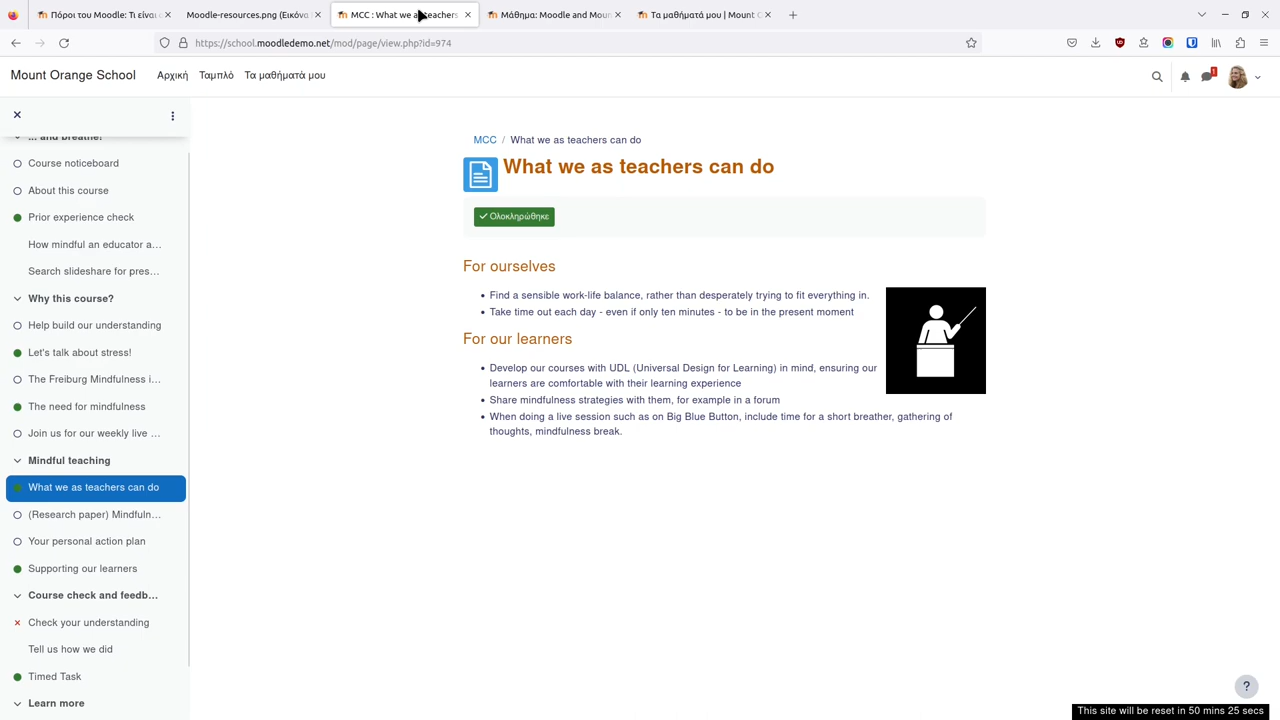 Πόροι του Moodle: Τι είναι
Moodle-resources.png (Εικόνα
MCC : What we as teachers
Μάθημα: Moodle and Moun
Τα μαθήματά μου | Mount O
https://school.moodledemo.net/mod/page/view.php?id=974
Mount Orange School
Αρχική
Ταμπλό
Τα μαθήματά μου
1
... and breathe!
Course noticeboard
About this course
Prior experience check
How mindful an educator a...
Search slideshare for pres...
Why this course?
Help build our understanding
Let's talk about stress!
The Freiburg Mindfulness i...
The need for mindfulness
Join us for our weekly live ...
Mindful teaching
What we as teachers can do
(Research paper) Mindfuln...
Your personal action plan
Supporting our learners
Course check and feedb...
Check your understanding
Tell us how we did
Timed Task
Learn more
MCC / What we as teachers can do
What we as teachers can do
Ολοκληρώθηκε
For ourselves
• Find a sensible work-life balance, rather than desperately trying to fit everything in.
• Take time out each day - even if only ten minutes - to be in the present moment
For our learners
• Develop our courses with UDL (Universal Design for Learning) in mind, ensuring our
learners are comfortable with their learning experience
• Share mindfulness strategies with them, for example in a forum
• When doing a live session such as on Big Blue Button, include time for a short breather, gathering of
thoughts, mindfulness break.
?
This site will be reset in 50 mins 25 secs